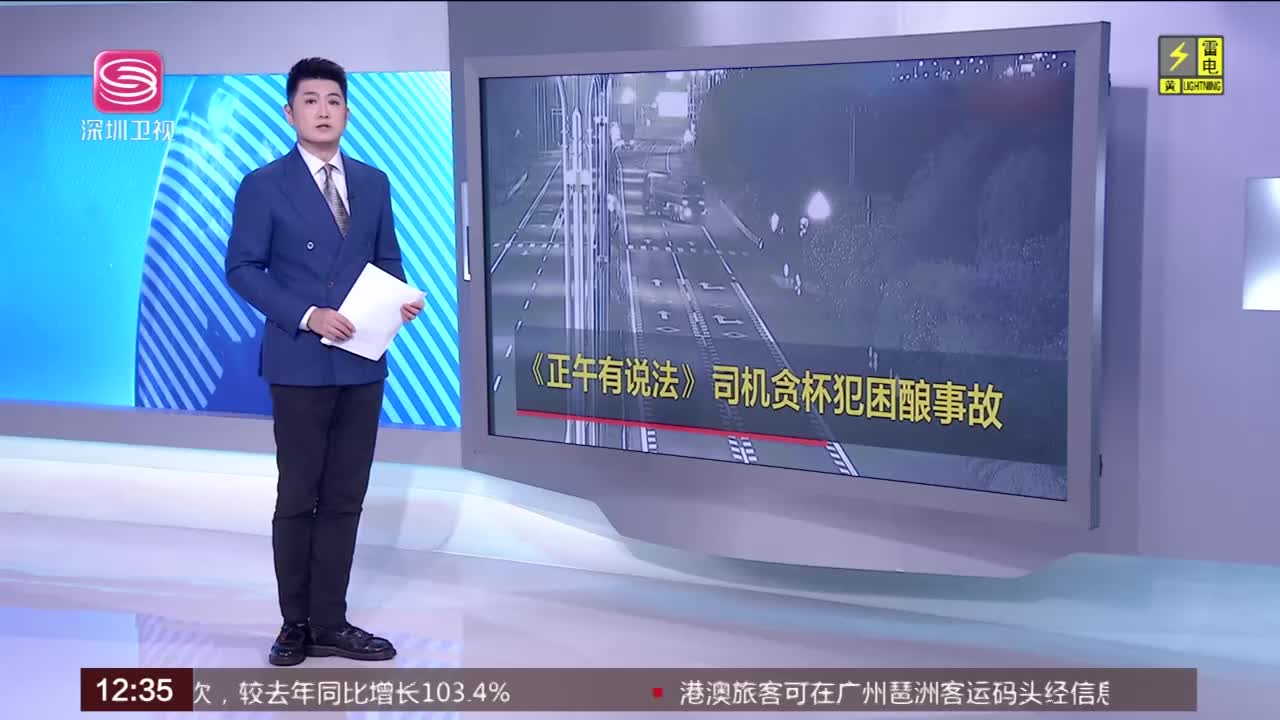 深圳卫视
雷电
黄 LIGHTNING
《正午有说法》 司机贪杯犯困酿事故
12:35 次，较去年同比增长103.4% ■ 港澳旅客可在广州琶洲客运码头经信息